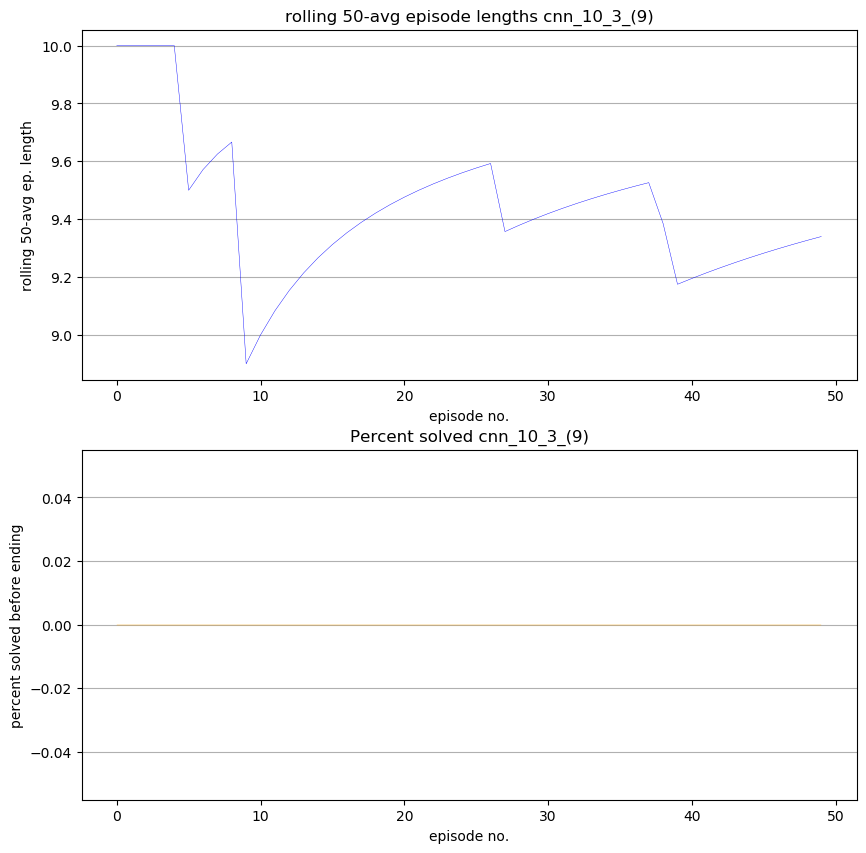 rolling 50-avg episode lengths cnn_10_3_(9)
rolling 50-avg ep. length
10.0
9.8
9.6
9.4
9.2
9.0
0 10 20 30 40 50
episode no.
Percent solved cnn_10_3_(9)
percent solved before ending
0.04
0.02
0.00
−0.02
−0.04
0 10 20 30 40 50
episode no.